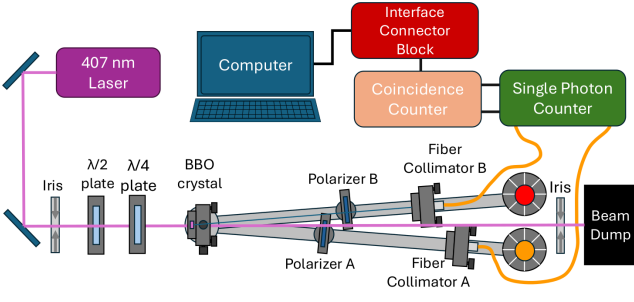 Interface
Connector
Block
407 nm
Laser
Computer
Coincidence
Counter
Single Photon
Counter
Iris
λ/2
plate
λ/4
plate
BBO
crystal
Polarizer B
Fiber
Collimator B
Iris
Beam
Dump
Polarizer A
Fiber
Collimator A